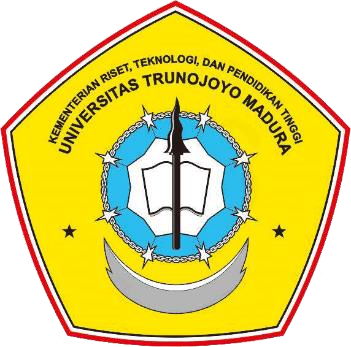 KEMENTERIAN RISET, TEKNOLOGI, DAN PENDIDIKAN TINGGI
UNIVERSITAS TRUNOJOYO MADURA